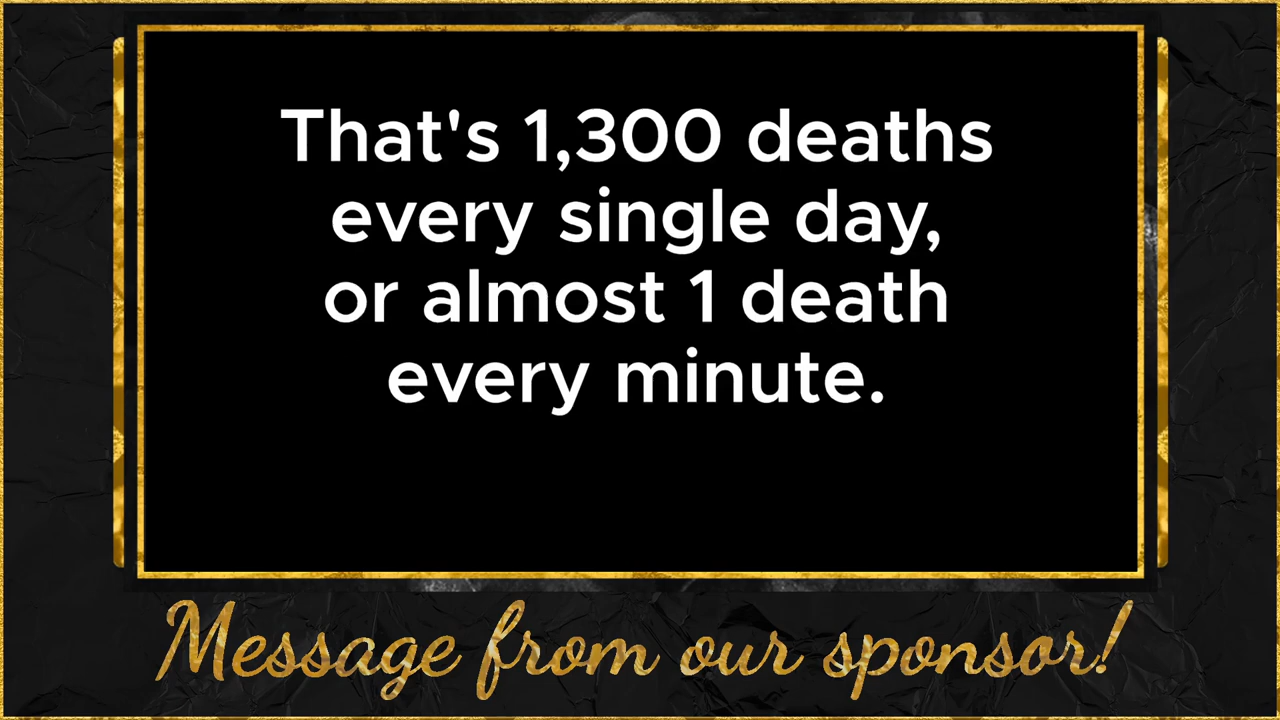 That's 1,300 deaths
every single day,
or almost 1 death
every minute.
Message from our sponsor!